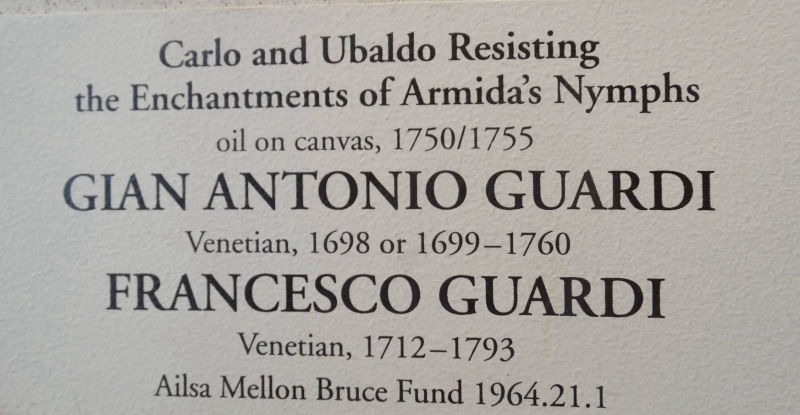 Carlo and Ubaldo Resisting
the Enchantments of Armida's Nymphs
oil on canvas, 1750/1755
GIAN ANTONIO GUARDI
Venetian, 1698 or 1699–1760
FRANCESCO GUARDI
Venetian, 1712–1793
Ailsa Mellon Bruce Fund 1964.21.1